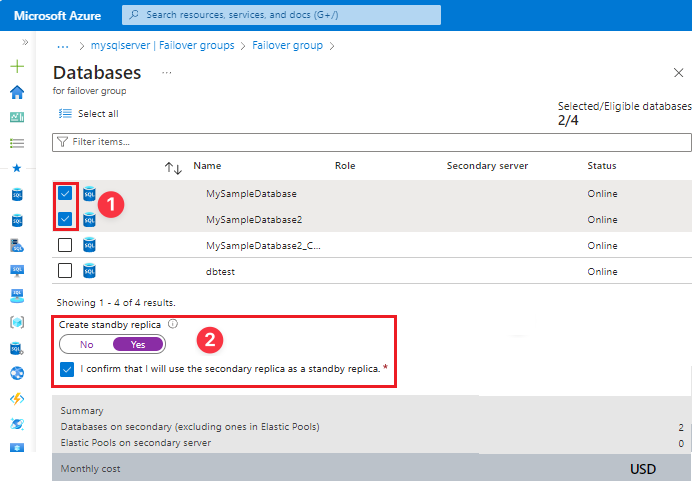 Microsoft Azure
Search resources, services, and docs (G+/)
... > mysqlserver | Failover groups > Failover group >
Databases ...
for failover group
Select all
Selected/Eligible databases
2/4
Filter items...
Name Role Secondary server Status
MySampleDatabase Online
1
MySampleDatabase2 Online
MySampleDatabase2_C... Online
dbtest Online
Showing 1 - 4 of 4 results.
Create standby replica
2
No Yes
I confirm that I will use the secondary replica as a standby replica. *
Summary
Databases on secondary (excluding ones in Elastic Pools) 2
Elastic Pools on secondary server 0
Monthly cost USD